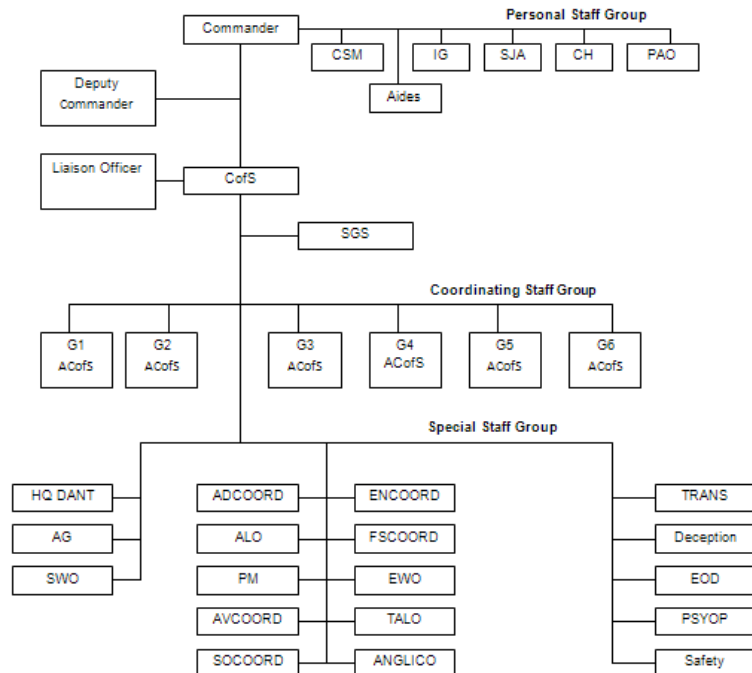 Personal Staff Group
Commander
CSM
IG
SJA
CH
PAO
Aides
Deputy
Commander
Liaison Officer
CofS
SGS
Coordinating Staff Group
G1
ACofS
G2
ACofS
G3
ACofS
G4
ACofS
G5
ACofS
G6
ACofS
Special Staff Group
HQ DANT
AG
SWO
ADCOORD
ALO
PM
AVCOORD
SOCOORD
ENCOORD
FSCOORD
EWO
TALO
ANGLICO
TRANS
Deception
EOD
PSYOP
Safety